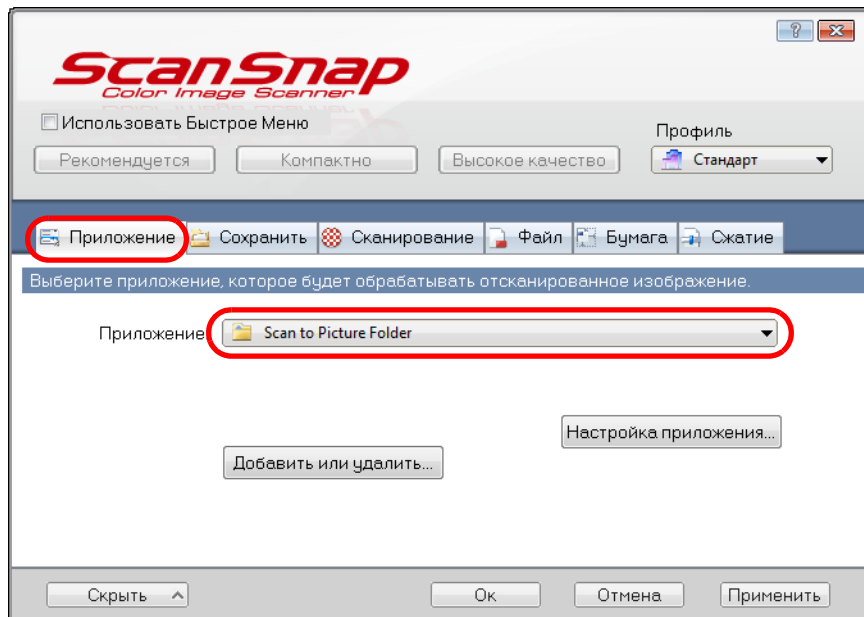 ?
ScanSnap
Color Image Scanner
Использовать Быстрое Меню
Профиль
Рекомендуется Компактно Высокое качество Стандарт
Приложение Сохранить Сканирование Файл Бумага Сжатие
Выберите приложение, которое будет обрабатывать отсканированное изображение.
Приложение: Scan to Picture Folder
Настройка приложения...
Добавить или удалить...
Скрыть Ок Отмена Применить